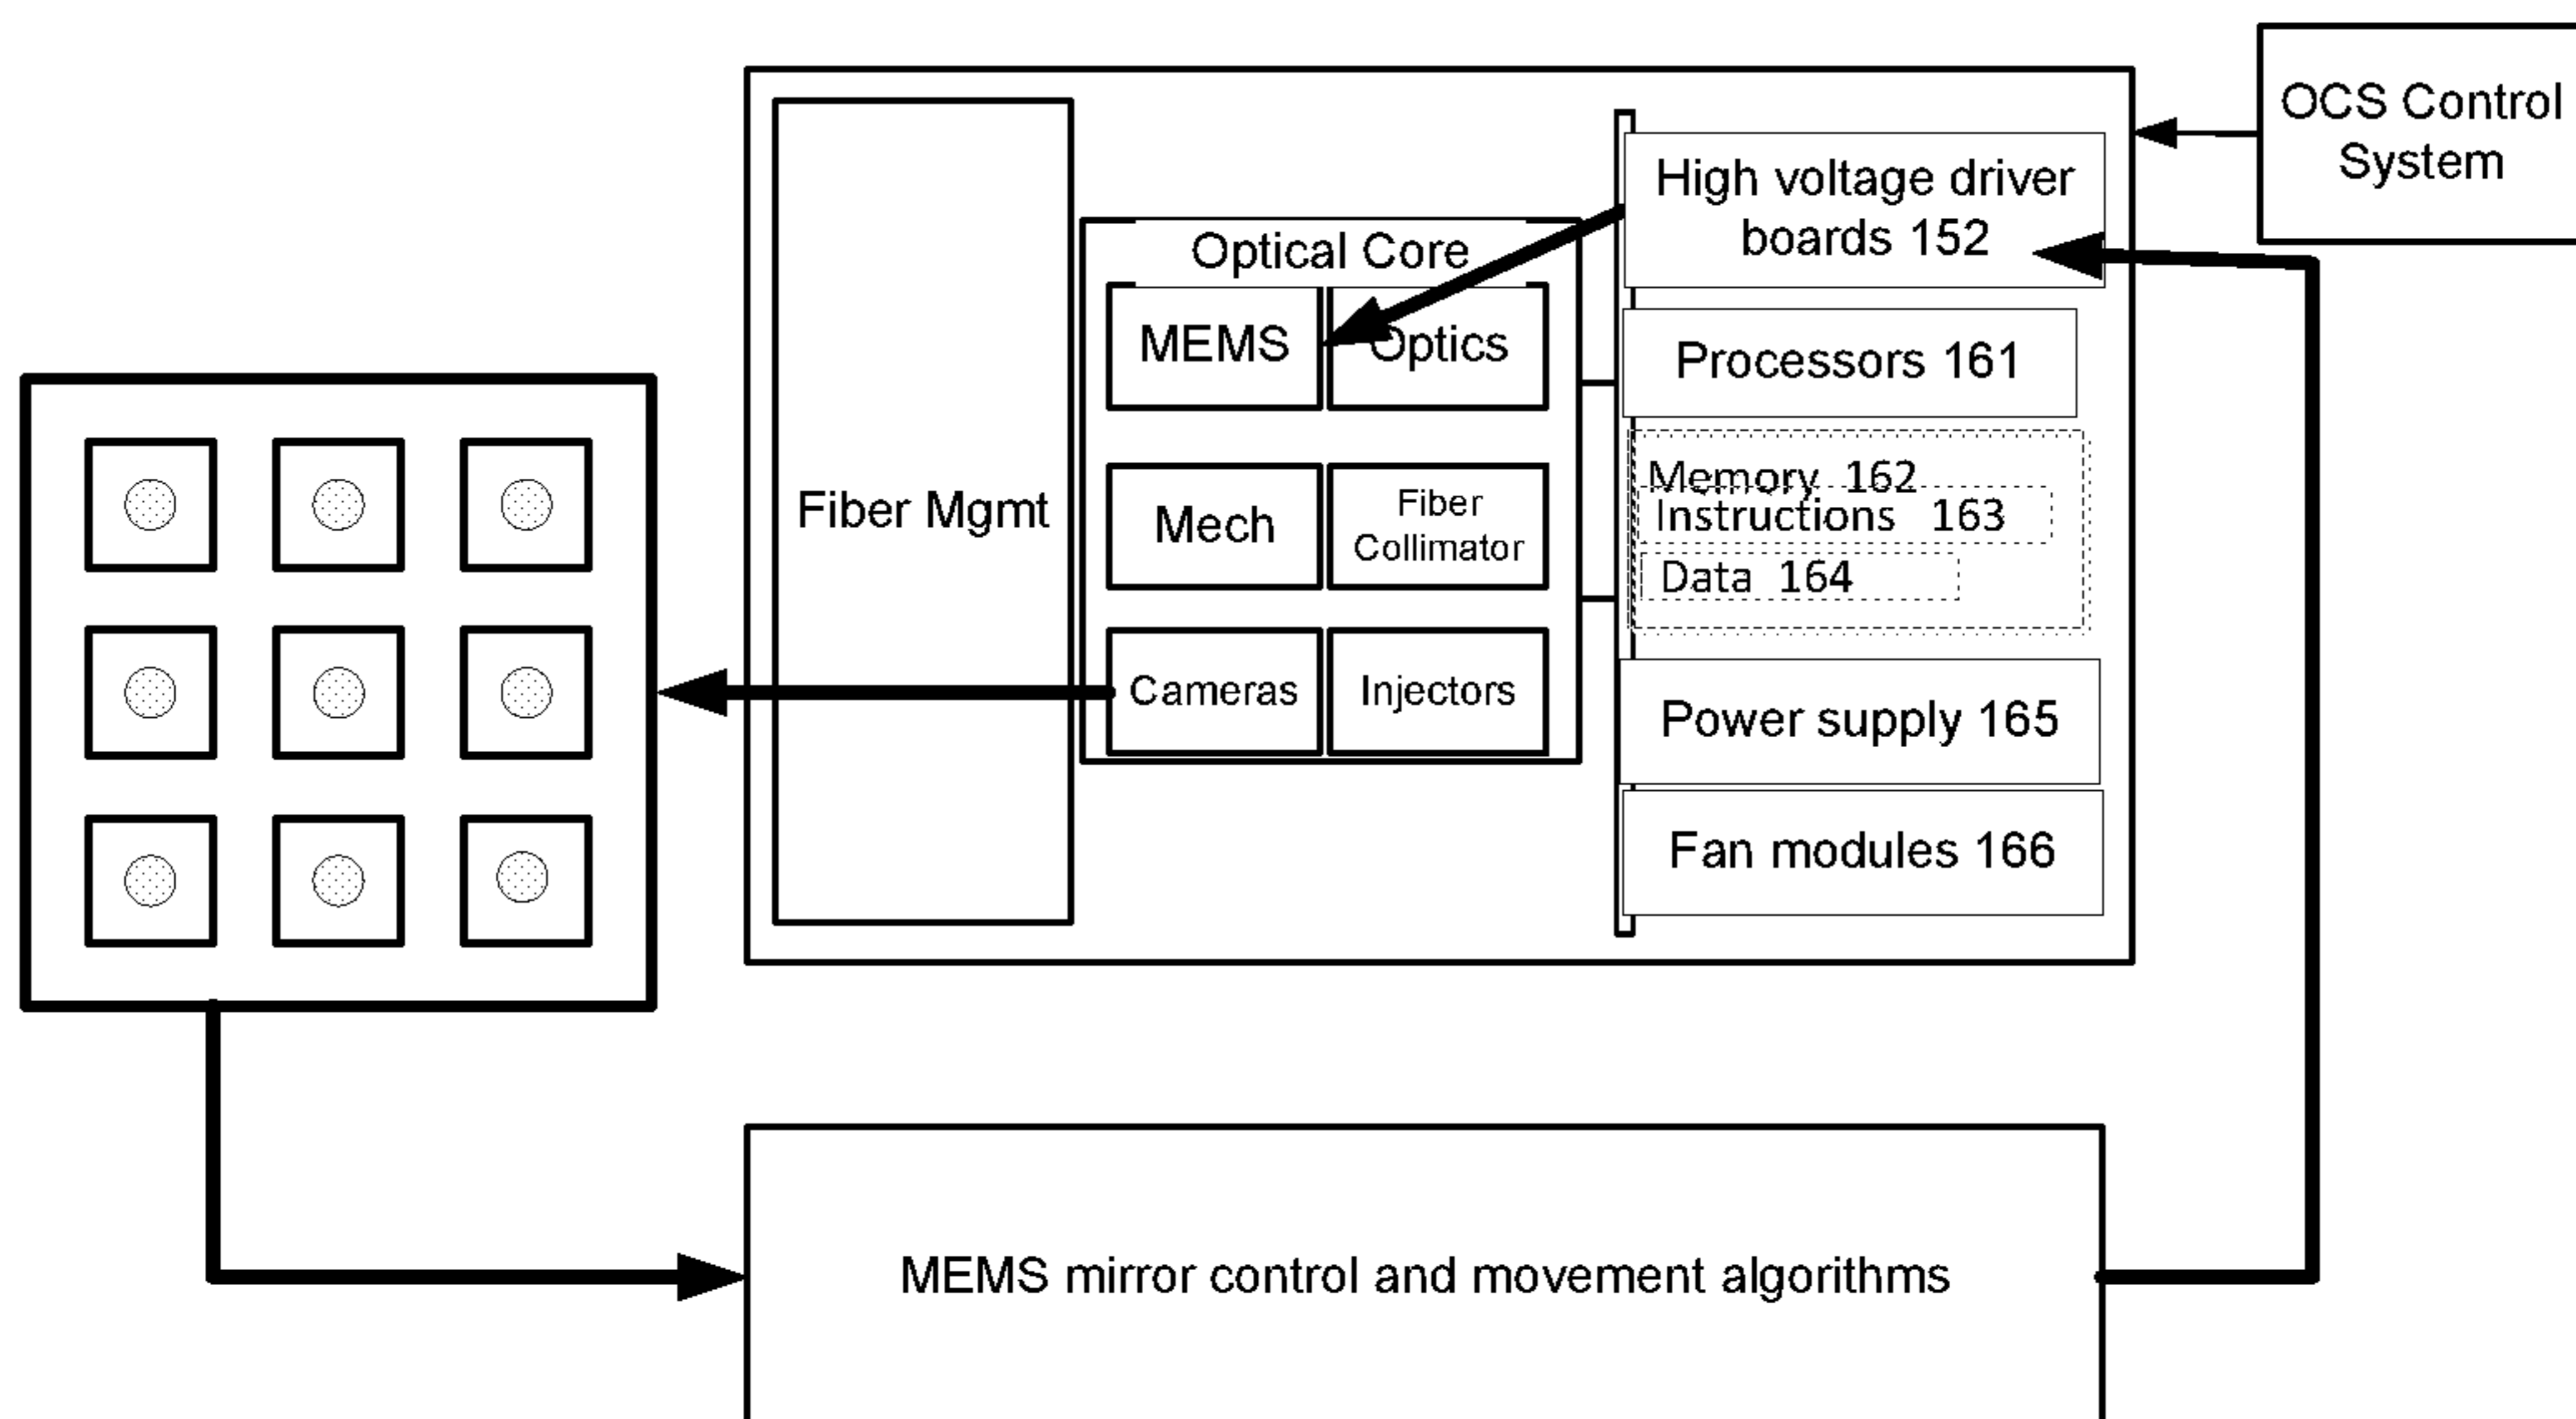 OCS Control
System
High voltage driver
boards 152
Optical Core
MEMS
Optics
Processors 161
Memory 162
Instructions 163
Data 164
Fiber Mgmt
Mech
Fiber
Collimator
Cameras
Injectors
Power supply 165
Fan modules 166
MEMS mirror control and movement algorithms